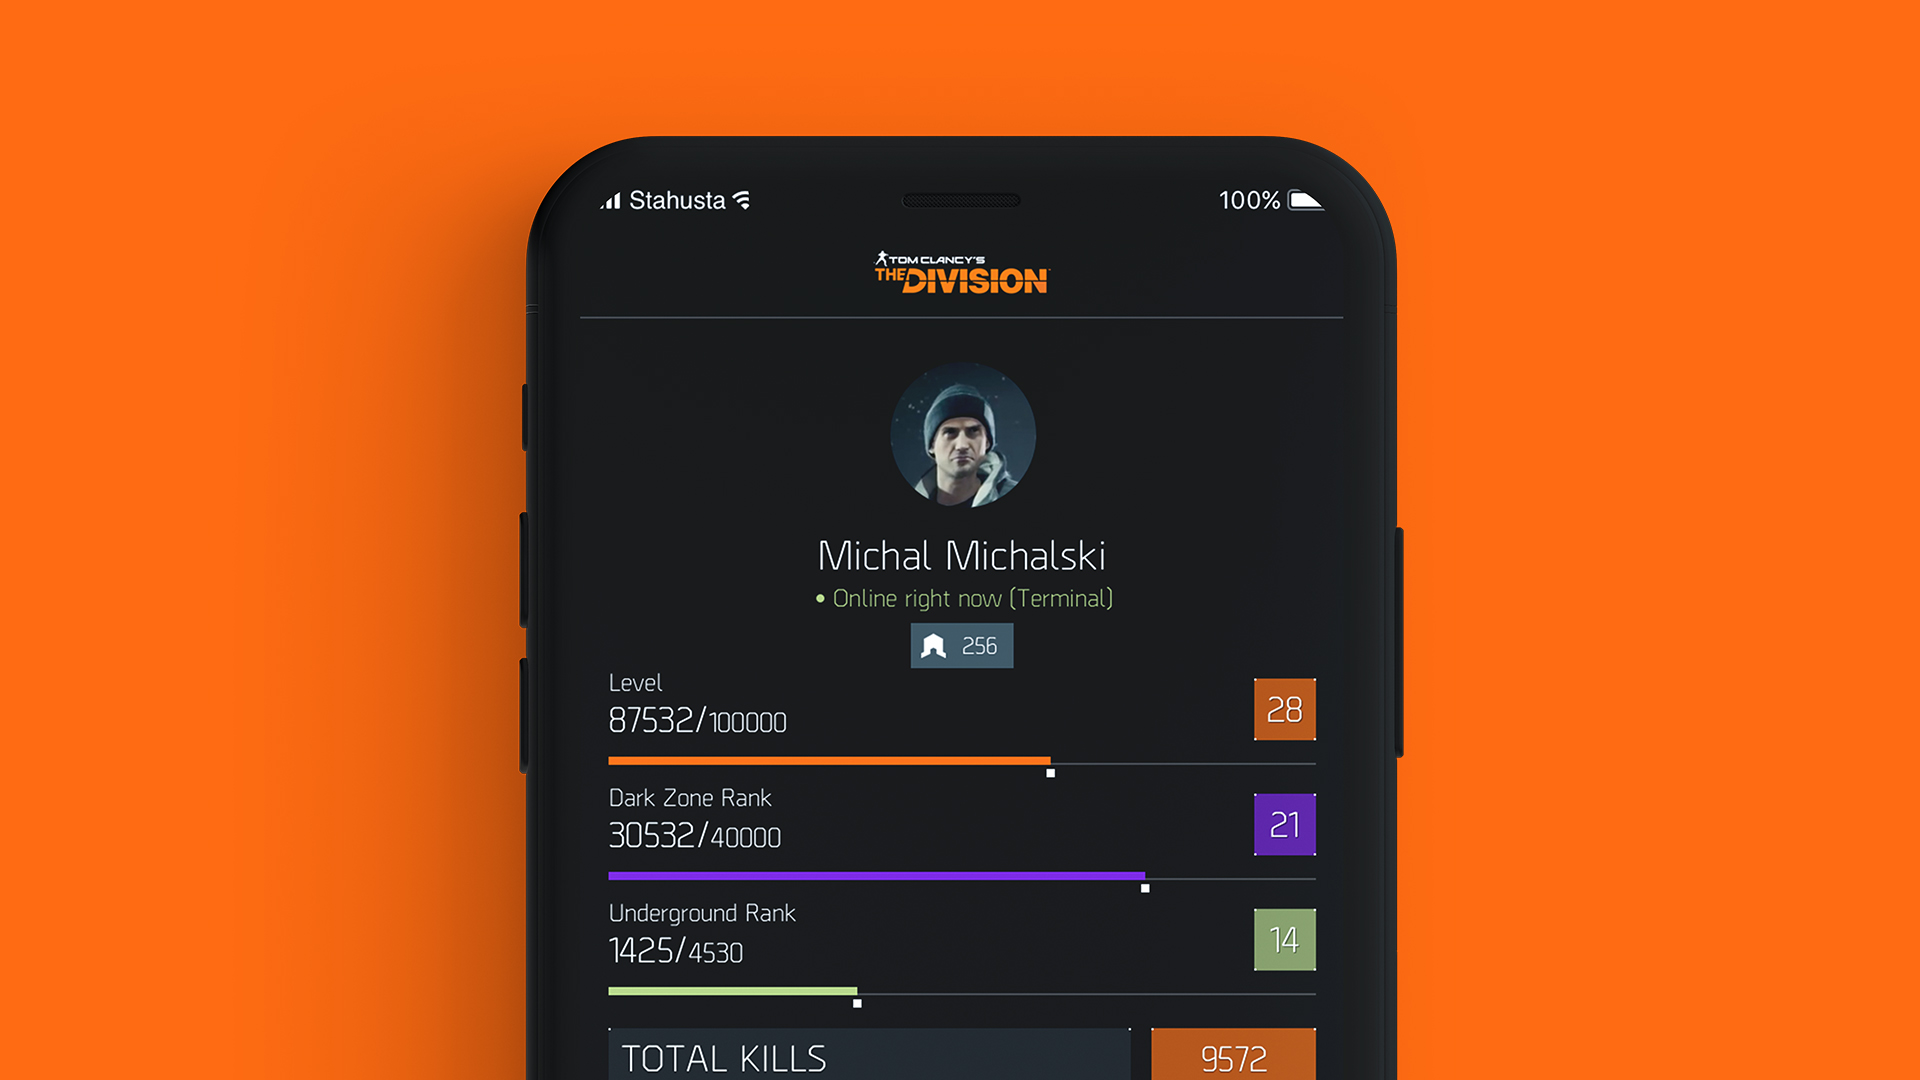 Stahusta
100%
TOM CLANCY'S
THE DIVISION
Michal Michalski
• Online right now (Terminal)
256
Level
87532/100000
28
Dark Zone Rank
30532/40000
21
Underground Rank
1425/4530
14
TOTAL KILLS
9572